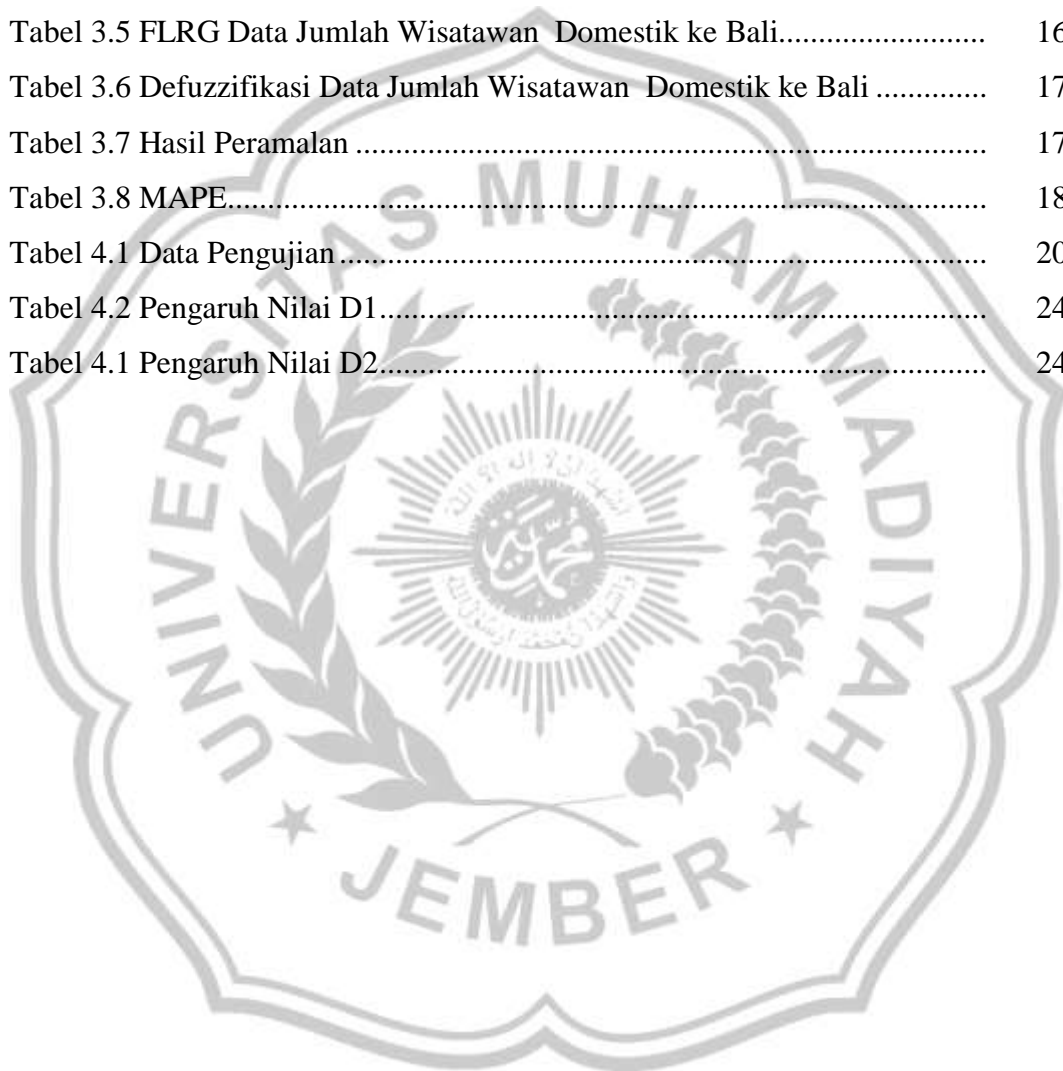 Tabel 3.5 FLRG Data Jumlah Wisatawan  Domestik ke Bali.......................... 16
Tabel 3.6 Defuzzifikasi Data Jumlah Wisatawan  Domestik ke Bali .............. 17
Tabel 3.7 Hasil Peramalan ................................................................................ 17
Tabel 3.8 MAPE................................................................................................ 18
Tabel 4.1 Data Pengujian .................................................................................. 20
Tabel 4.2 Pengaruh Nilai D1............................................................................. 24
Tabel 4.1 Pengaruh Nilai D2............................................................................. 24
UNIVERSITAS MUHAMMADIYAH
JEMBER